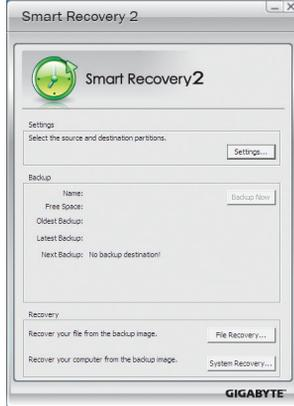 Smart Recovery 2
Smart Recovery2
Settings
Select the source and destination partitions.
Settings...
Backup
Name:
Backup Now
Free Space:
Oldest Backup:
Latest Backup:
Next Backup: No backup destination!
Recovery
Recover your file from the backup image.
File Recovery...
Recover your computer from the backup image.
System Recovery...
GIGABYTE